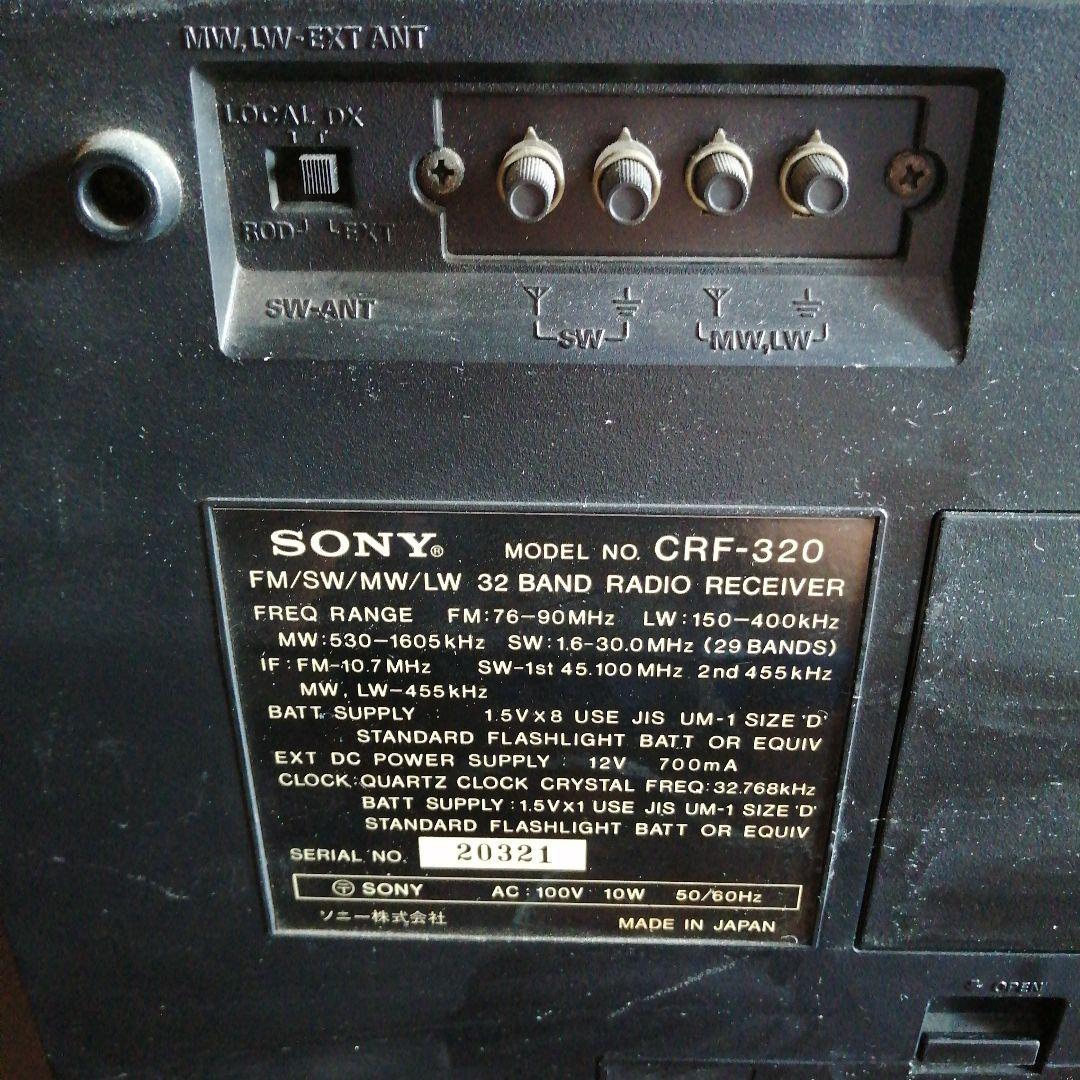 MW,LW-EXT ANT
LOCAL DX
ROD EXT
SW-ANT
SW MW,LW
SONY® MODEL NO. CRF-320
FM/SW/MW/LW 32 BAND RADIO RECEIVER
FREQ RANGE FM:76-90MHz LW:150-400kHz
MW:530-1605kHz SW:1.6-30.0MHz (29BANDS)
IF:FM-10.7MHz SW-1st 45.100MHz 2nd 455kHz
MW, LW-455kHz
BATT SUPPLY : 1.5V×8 USE JIS UM-1 SIZE 'D'
STANDARD FLASHLIGHT BATT OR EQUIV
EXT DC POWER SUPPLY : 12V 700mA
CLOCK:QUARTZ CLOCK CRYSTAL FREQ:32.768kHz
BATT SUPPLY:1.5V×1 USE JIS UM-1 SIZE 'D'
STANDARD FLASHLIGHT BATT OR EQUIV
SERIAL NO. 20321
〶 SONY AC:100V 10W 50/60Hz
ソニー株式会社 MADE IN JAPAN
OPEN